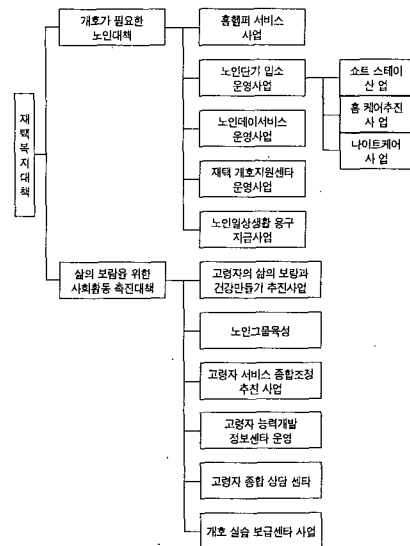 재택복지대책
개호가 필요한
노인대책
홈헬퍼 서비스
사업
노인단기 입소
운영사업
쇼트 스테이
산 업
홈 케어추진
사 업
나이트케어
사 업
노인데이서비스
운영사업
재택 개호지원센타
운영사업
노인일상생활 용구
지금사업
삶의 보람을 위한
사회활동 촉진대책
고령자의 삶의 보람과
건강만들기 추진사업
노인그룹육성
고령자 서비스 종합조정
추진 사업
고령자 능력개발
정보센타 운영
고령자 종합 상담 센타
개호 실습 보급센타 사업